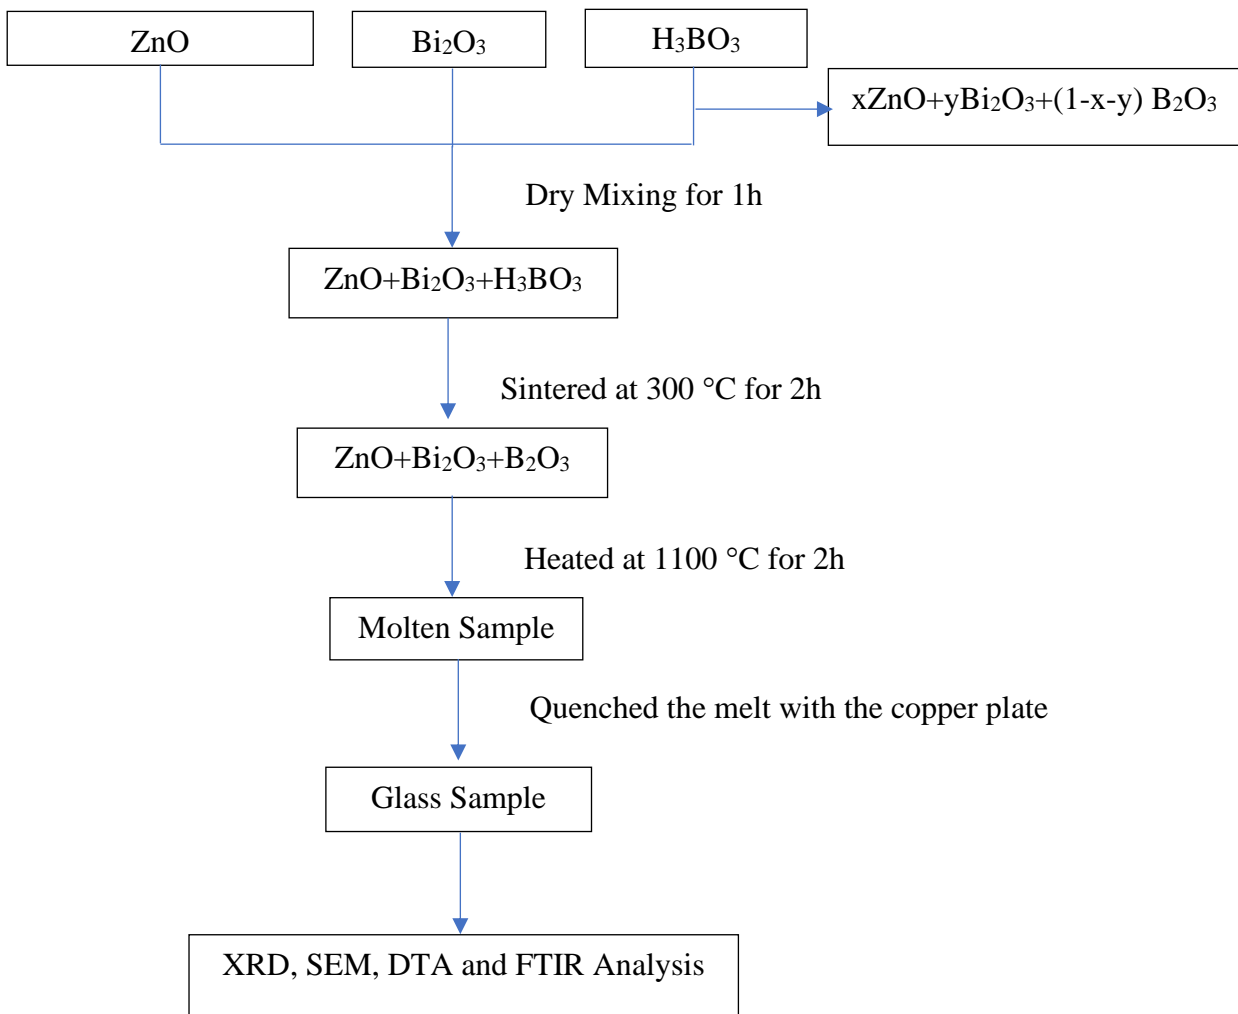 ZnO
Bi₂O₃
H₃BO₃
xZnO+yBi₂O₃+(1-x-y) B₂O₃
Dry Mixing for 1h
ZnO+Bi₂O₃+H₃BO₃
Sintered at 300 °C for 2h
ZnO+Bi₂O₃+B₂O₃
Heated at 1100 °C for 2h
Molten Sample
Quenched the melt with the copper plate
Glass Sample
XRD, SEM, DTA and FTIR Analysis